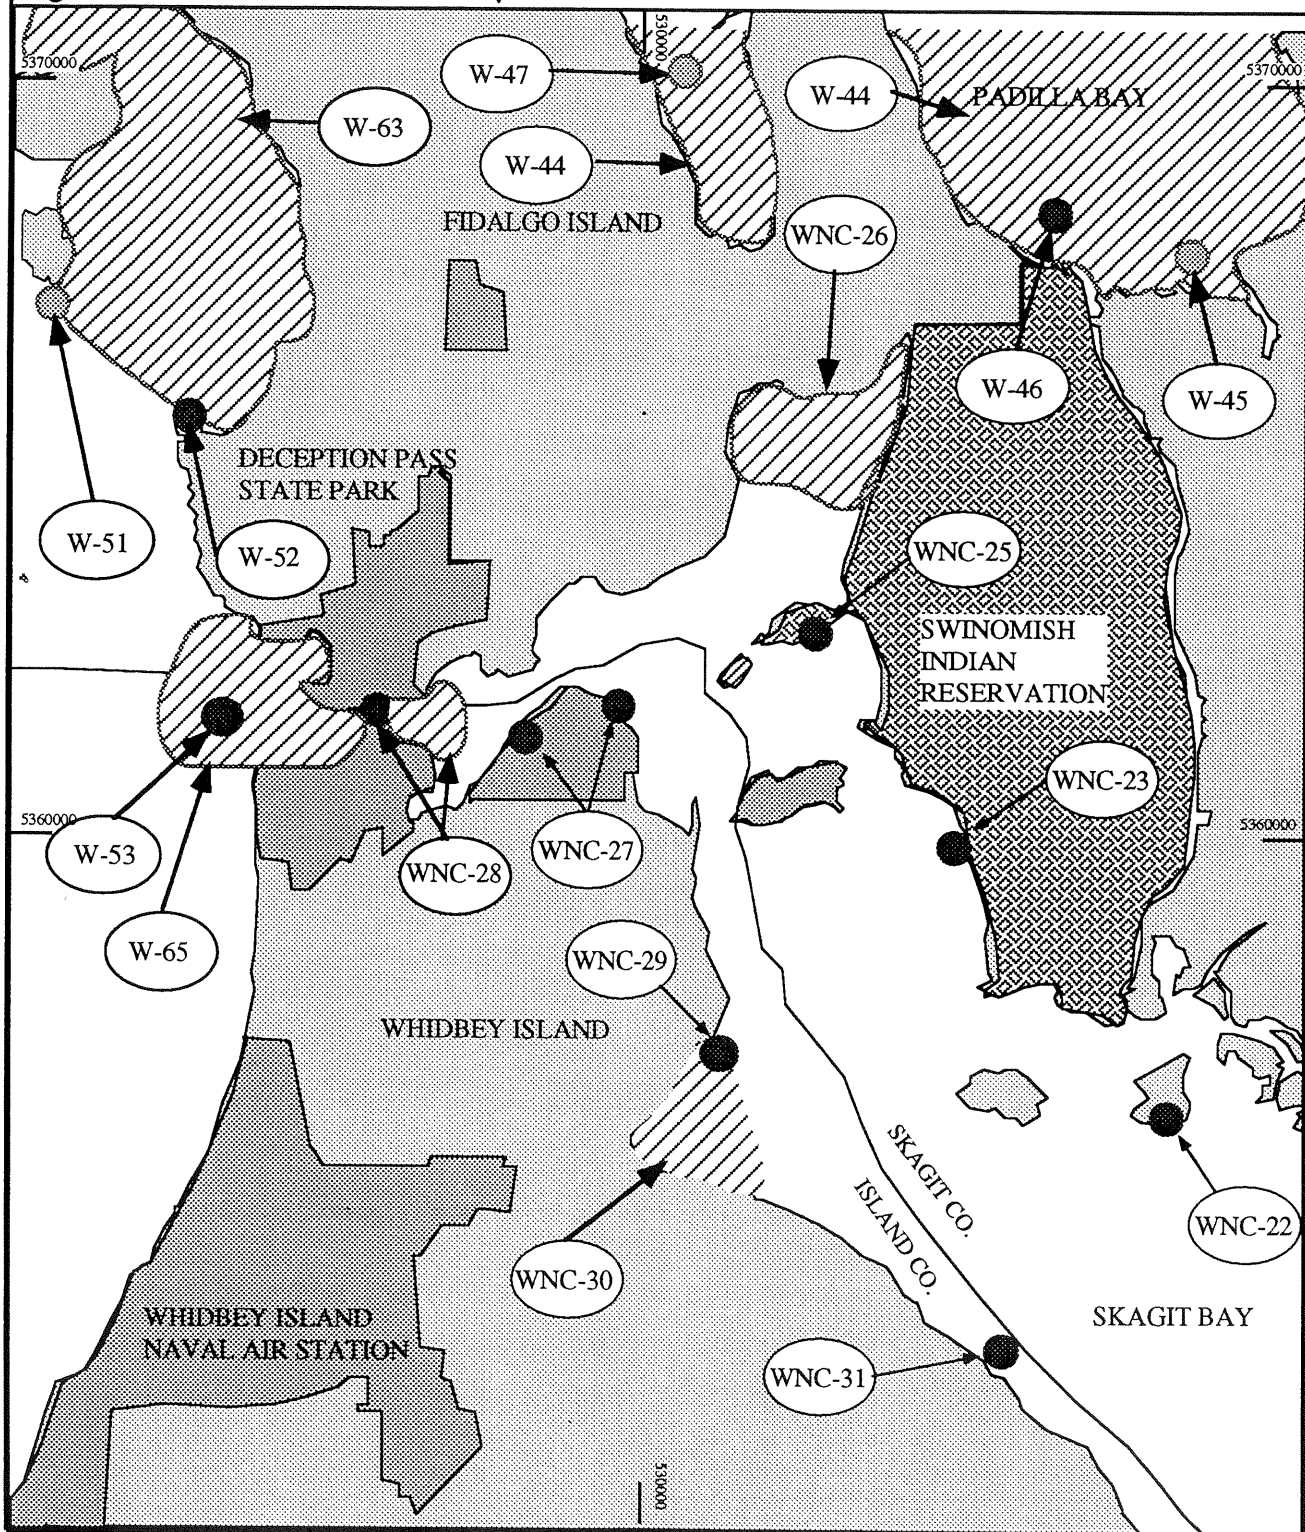 530000
W-47
5370000
5370000
W-44
PADILLA BAY
W-63
W-44
FIDALGO ISLAND
WNC-26
W-46
W-45
DECEPTION PASS
STATE PARK
W-51
W-52
WNC-25
SWINOMISH
INDIAN
RESERVATION
WNC-23
5360000
5360000
W-53
WNC-28
WNC-27
W-65
WNC-29
WHIDBEY ISLAND
SKAGIT CO.
ISLAND CO.
WNC-22
WNC-30
WHIDBEY ISLAND
NAVAL AIR STATION
SKAGIT BAY
WNC-31
530000